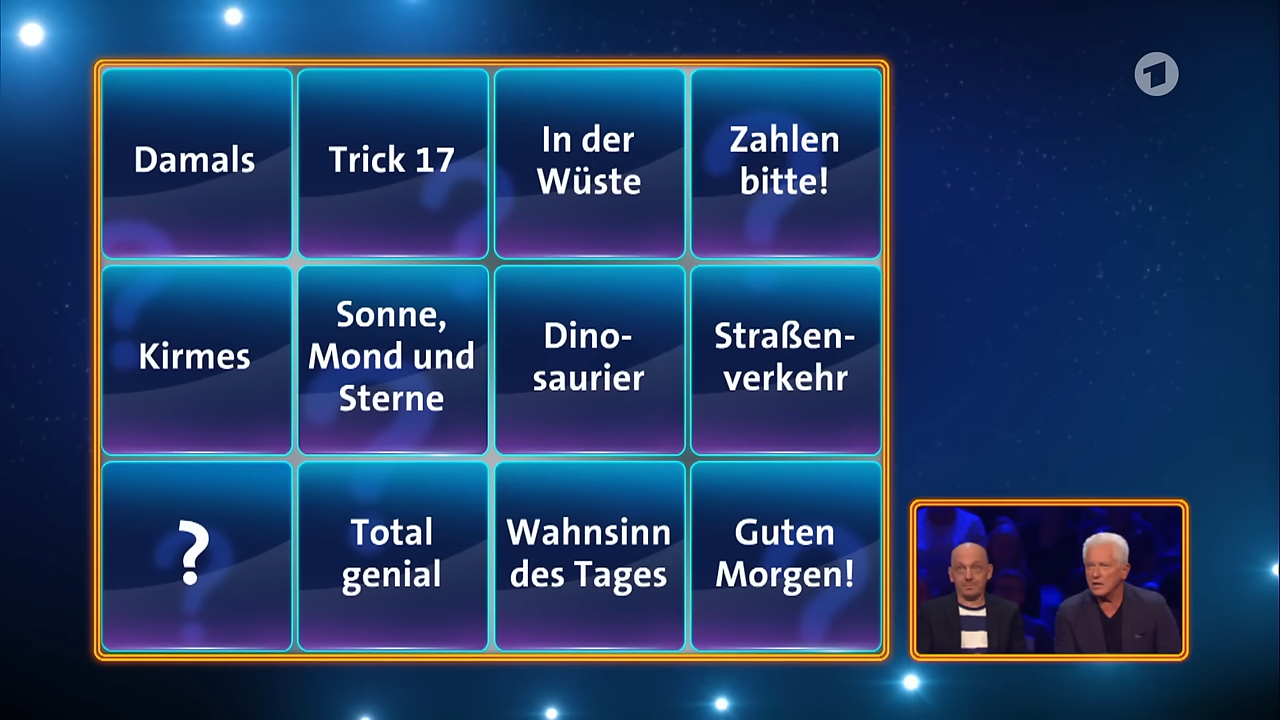 Damals
Trick 17
In der
Wüste
Zahlen
bitte!
Kirmes
Sonne,
Mond und
Sterne
Dino-
saurier
Straßen-
verkehr
?
Total
genial
Wahnsinn
des Tages
Guten
Morgen!
1